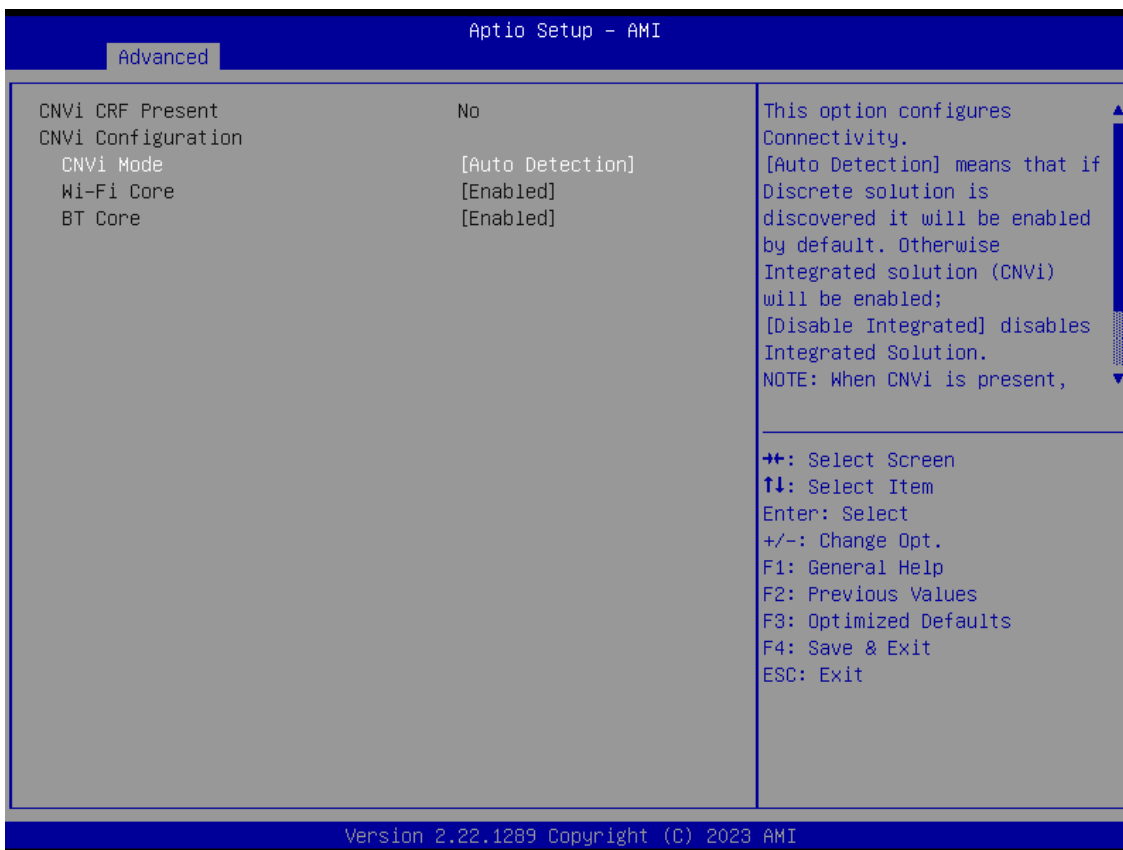 Aptio Setup – AMI
Advanced
CNVi CRF Present No
CNVi Configuration
CNVi Mode [Auto Detection]
Wi-Fi Core [Enabled]
BT Core [Enabled]
This option configures
Connectivity.
[Auto Detection] means that if
Discrete solution is
discovered it will be enabled
by default. Otherwise
Integrated solution (CNVi)
will be enabled;
[Disable Integrated] disables
Integrated Solution.
NOTE: When CNVi is present,
→←: Select Screen
↑↓: Select Item
Enter: Select
+/-: Change Opt.
F1: General Help
F2: Previous Values
F3: Optimized Defaults
F4: Save & Exit
ESC: Exit
Version 2.22.1289 Copyright (C) 2023 AMI